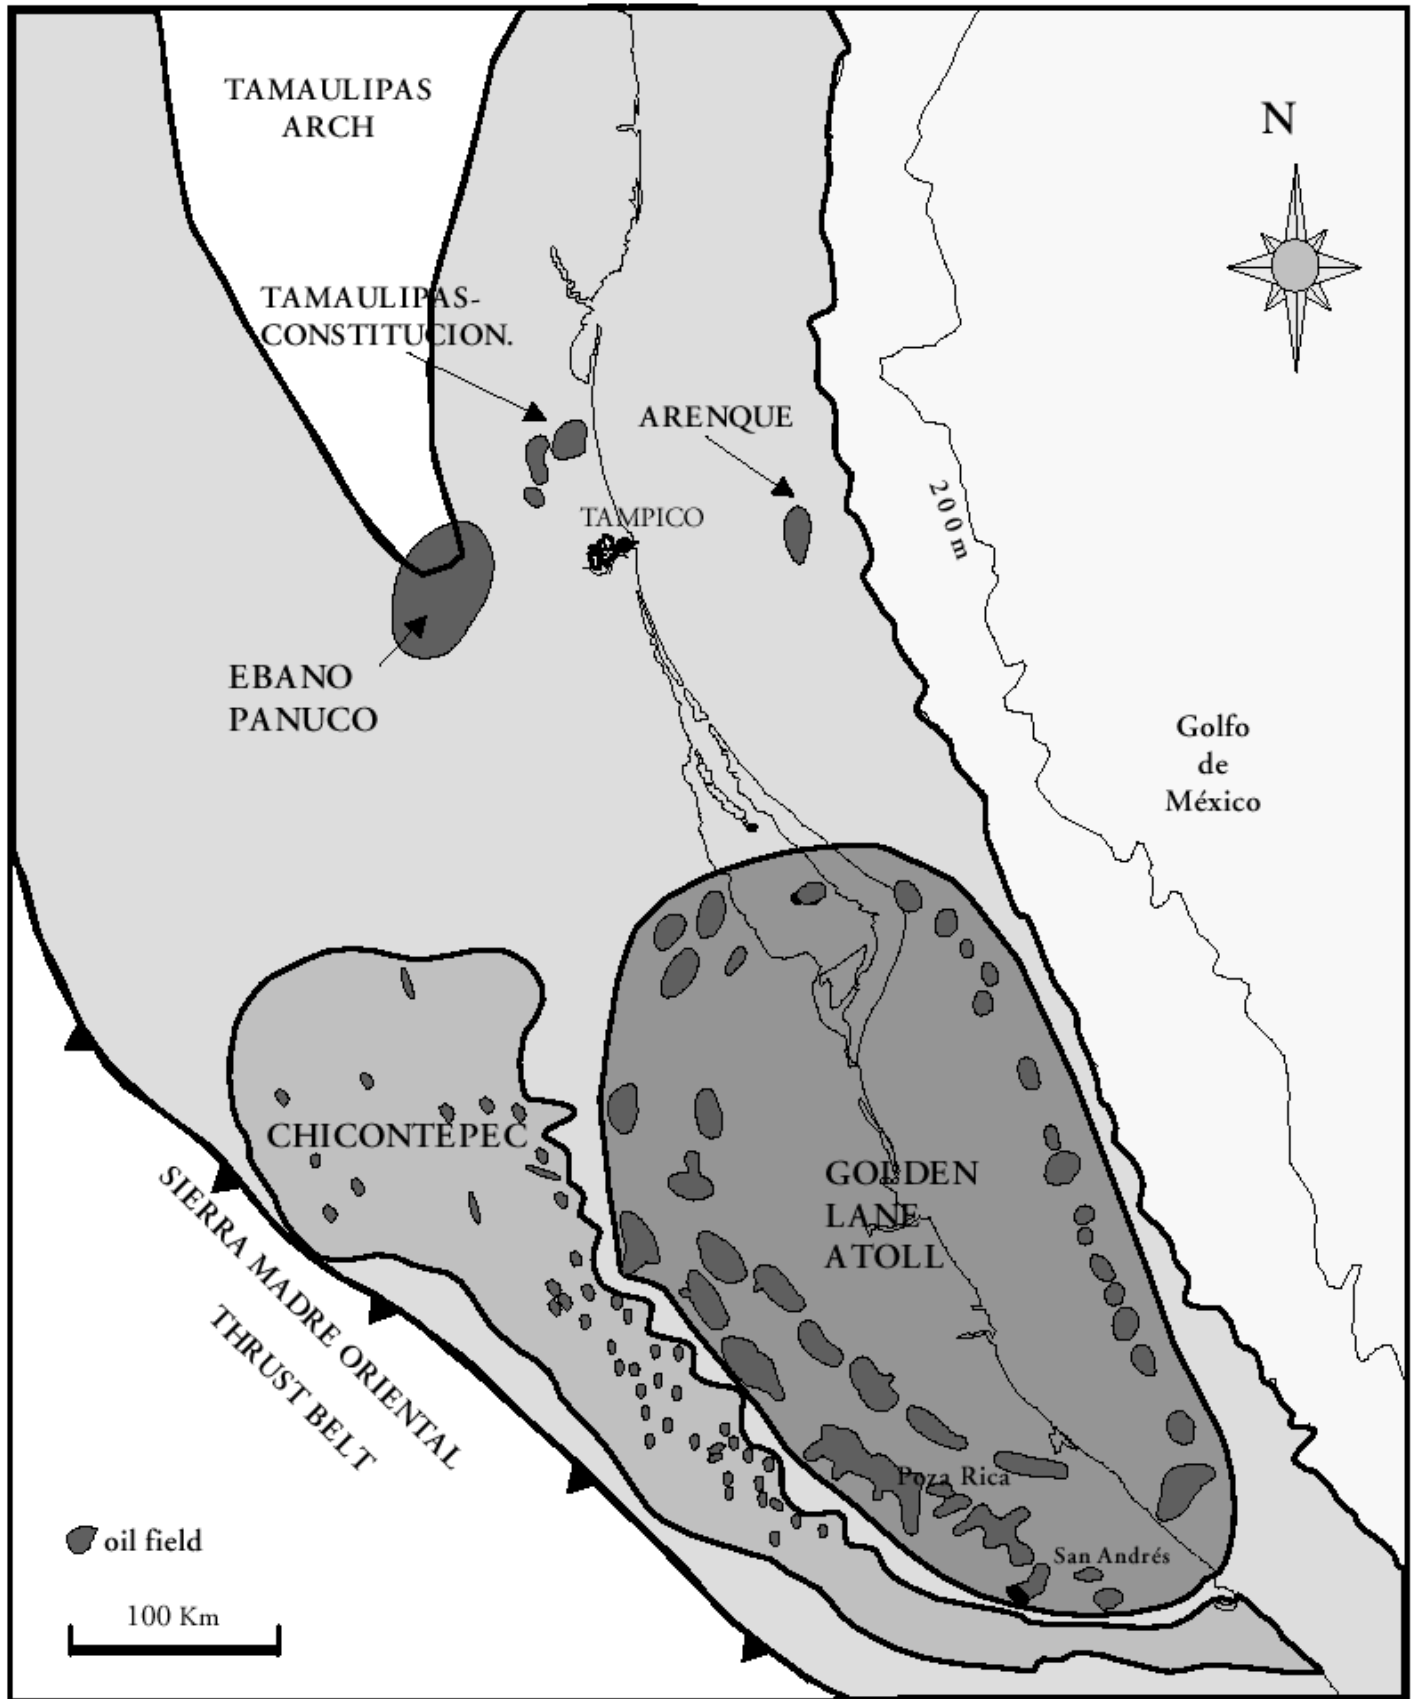 TAMAULIPAS
ARCH
N
TAMAULIPAS-
CONSTITUCION.
ARENQUE
200m
TAMPICO
EBANO
PANUCO
Golfo
de
México
CHICONTEPEC
GOLDEN
LANE
ATOLL
SIERRA MADRE ORIENTAL
THRUST BELT
Poza Rica
San Andrés
oil field
100 Km